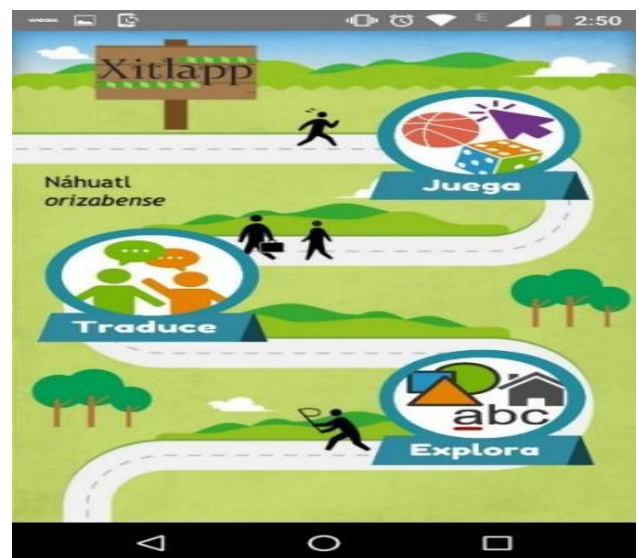 E 2:50
Xitlapp
Juega
Náhuatl
orizabense
Traduce
abc
Explora